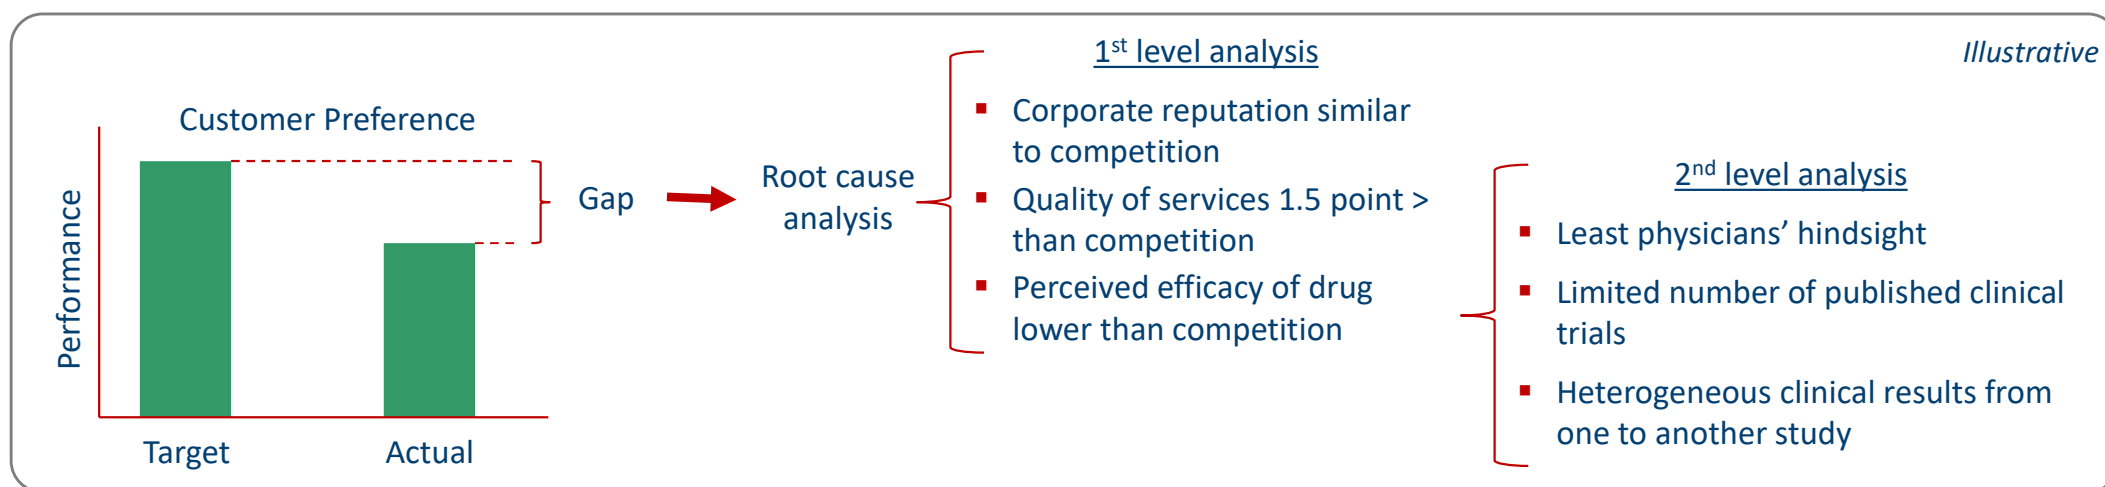 Illustrative
Customer Preference
Performance
Target
Actual
Gap
Root cause
analysis
1st level analysis
▪ Corporate reputation similar
to competition
▪ Quality of services 1.5 point >
than competition
▪ Perceived efficacy of drug
lower than competition
2nd level analysis
▪ Least physicians’ hindsight
▪ Limited number of published clinical
trials
▪ Heterogeneous clinical results from
one to another study